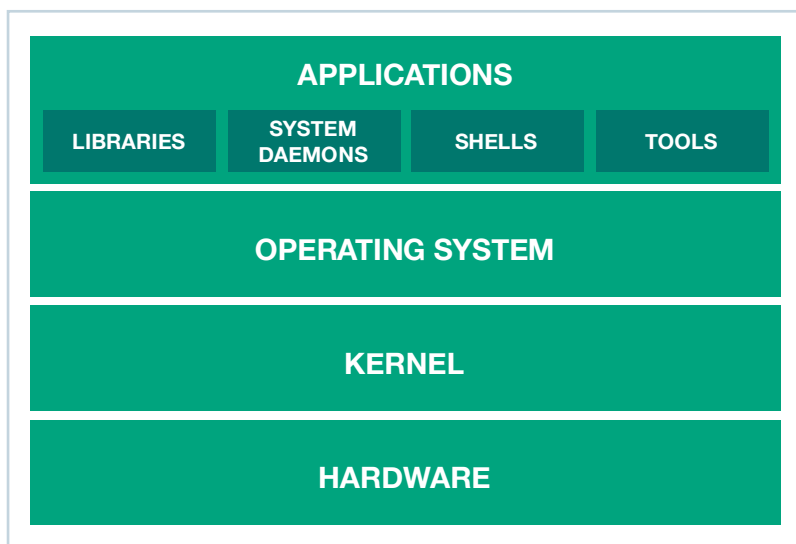 APPLICATIONS
LIBRARIES
SYSTEM
DAEMONS
SHELLS
TOOLS
OPERATING SYSTEM
KERNEL
HARDWARE